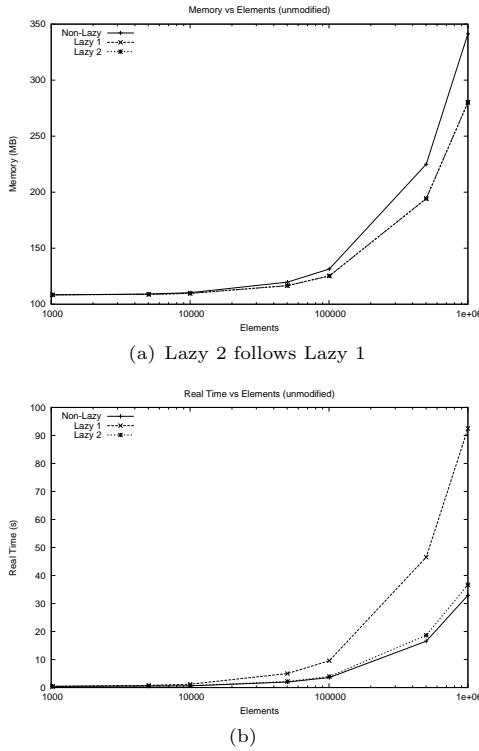 Memory vs Elements (unmodified)
350
300
250
200
150
100
Memory (MB)
Non-Lazy
Lazy 1
Lazy 2
1000
10000
100000
1e+06
Elements
(a) Lazy 2 follows Lazy 1
Real Time vs Elements (unmodified)
100
90
80
70
60
50
40
30
20
10
0
Real Time (s)
Non-Lazy
Lazy 1
Lazy 2
1000
10000
100000
1e+06
Elements
(b)